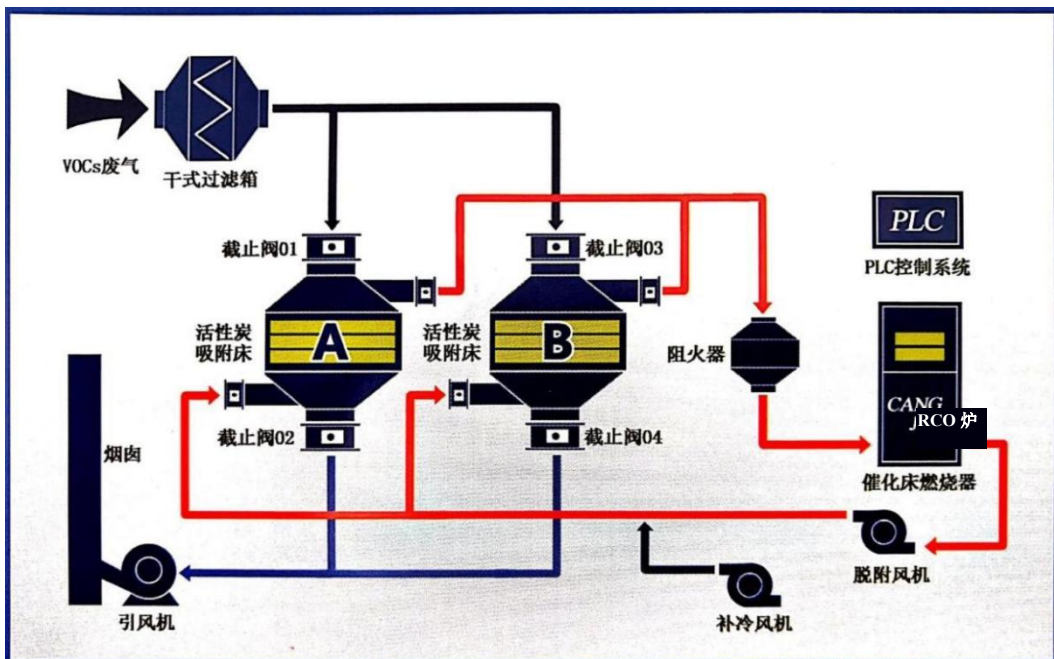 VOCs废气
干式过滤箱
截止阀01
截止阀03
PLC
PLC控制系统
活性炭
吸附床
A
活性炭
吸附床
B
阻火器
CANG
RCO 炉
截止阀02
截止阀04
烟囱
催化床燃烧器
脱附风机
引风机
补冷风机